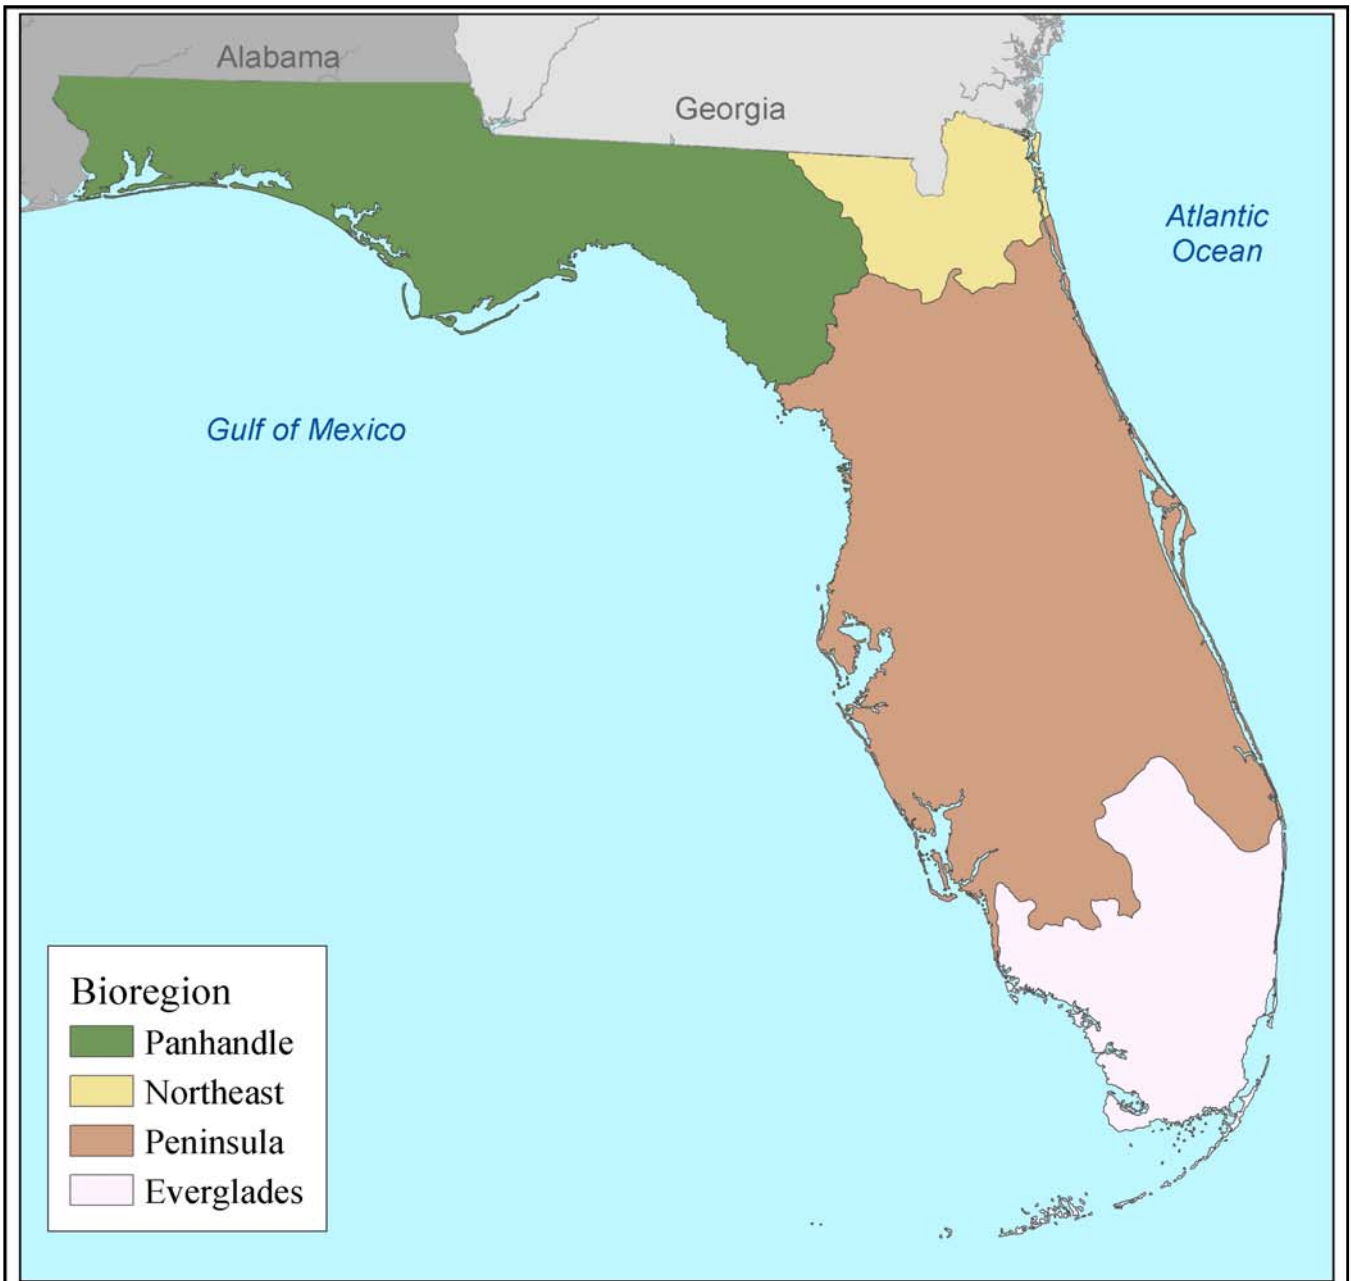 Alabama
Georgia
Atlantic
Ocean
Gulf of Mexico
Bioregion
Panhandle
Northeast
Peninsula
Everglades